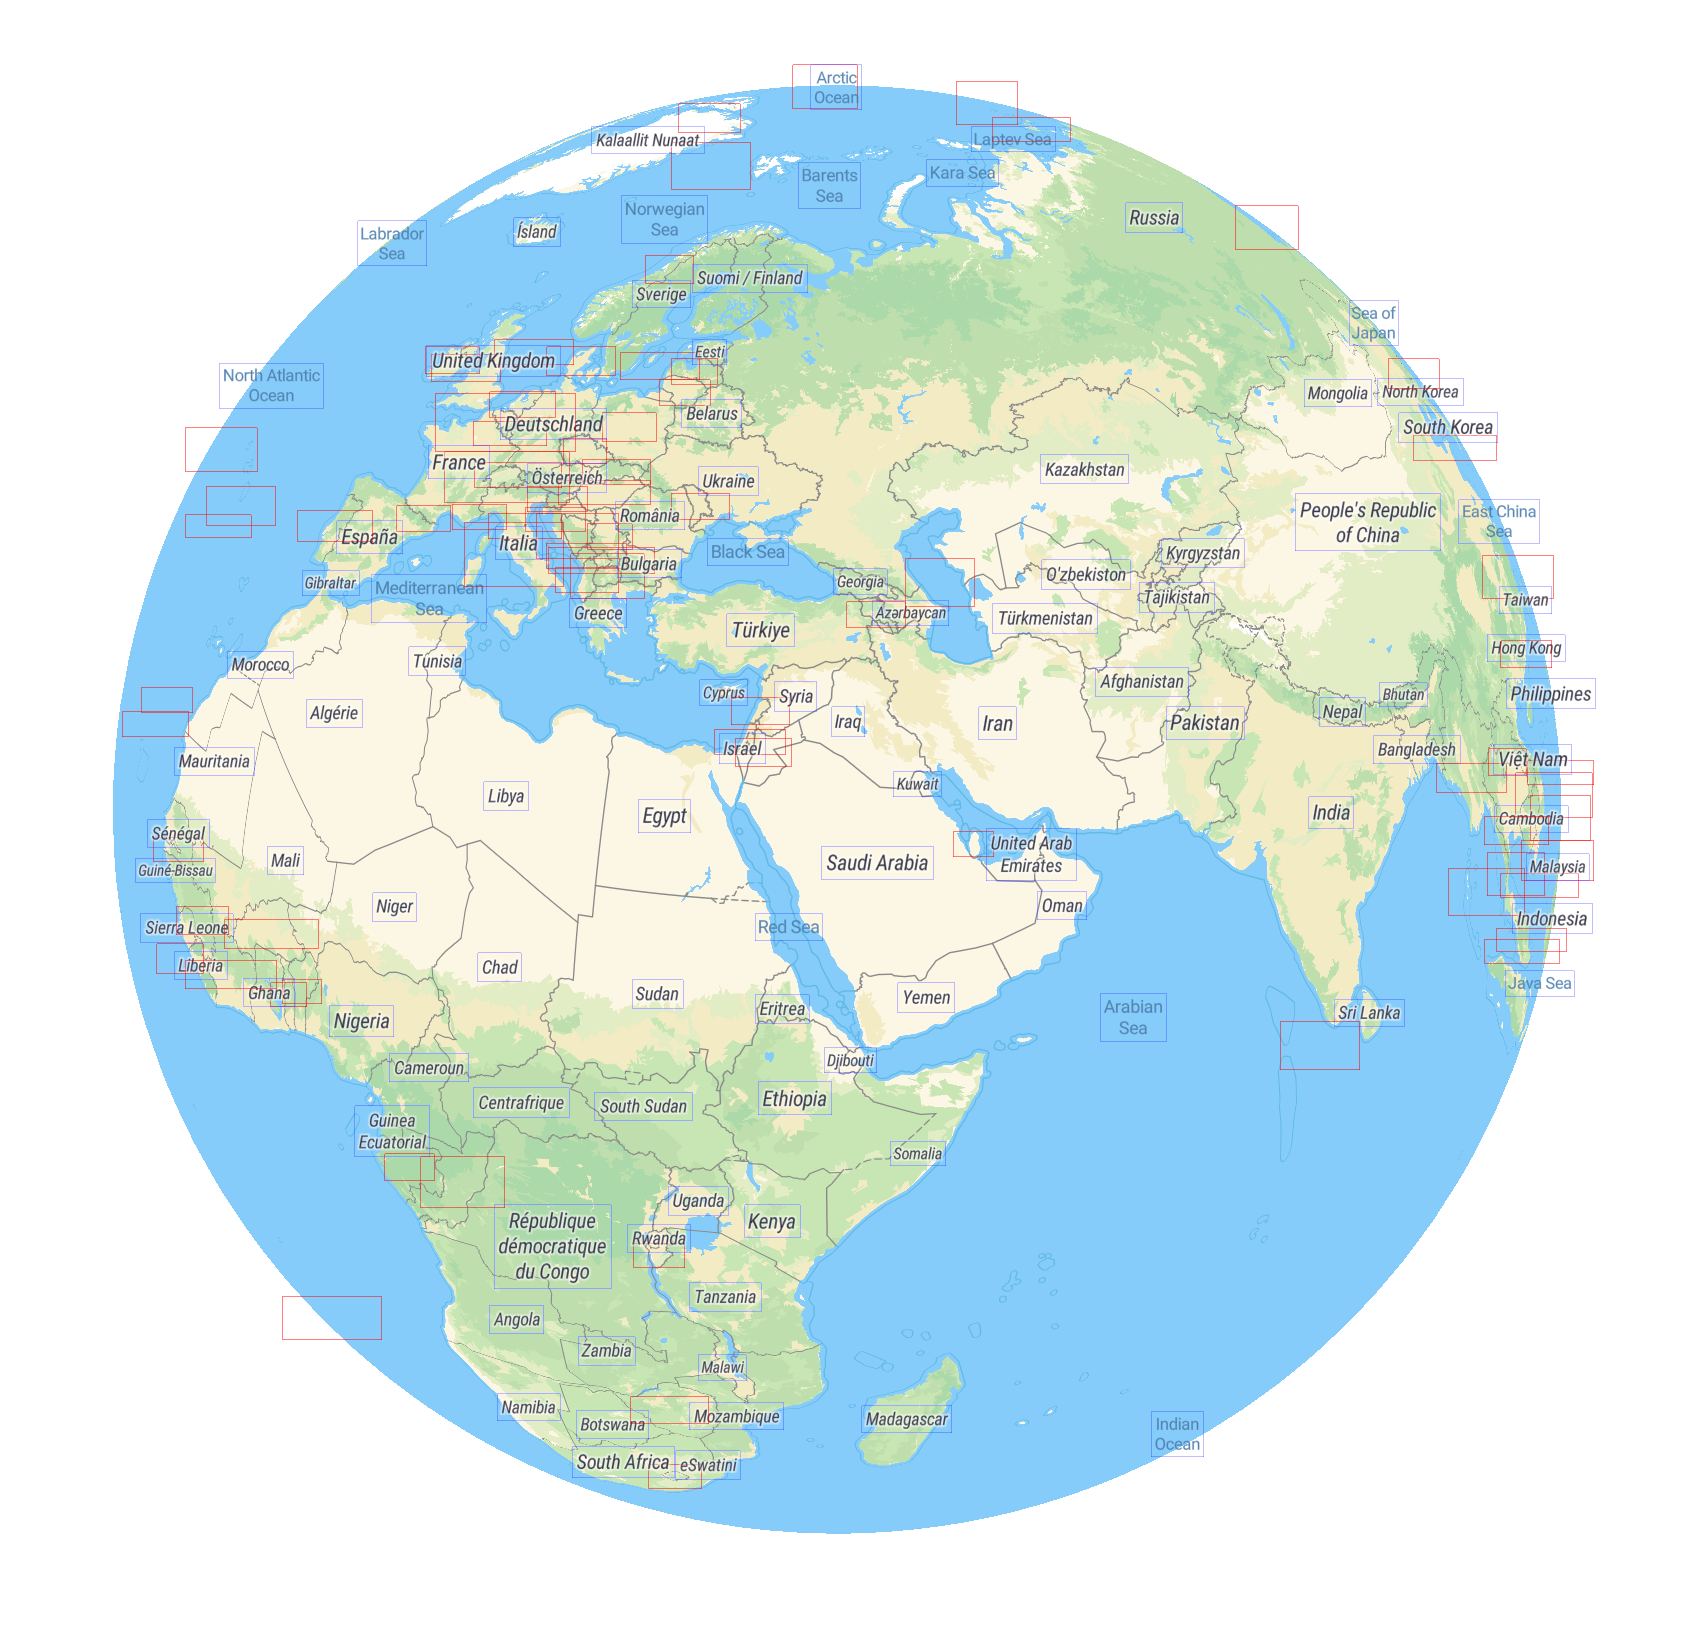 Arctic
Ocean
Kalaallit Nunaat
Laptev Sea
Barents
Sea
Kara Sea
Norwegian
Sea
Russia
Ísland
Labrador
Sea
Suomi / Finland
Sverige
Sea of
Japan
Eesti
United Kingdom
North Atlantic
Ocean
Mongolia
North Korea
Belarus
Deutschland
South Korea
France
Österreich
Kazakhstan
Ukraine
România
People's Republic
of China
East China
Sea
España
Italia
Black Sea
Kyrgyzstan
Bulgaria
O'zbekiston
Gibraltar
Georgia
Mediterranean
Sea
Tajikistan
Taiwan
Greece
Azərbaycan
Türkmenistan
Türkiye
Hong Kong
Morocco
Tunisia
Afghanistan
Cyprus
Syria
Bhutan
Philippines
Algérie
Iraq
Iran
Nepal
Pakistan
Israel
Bangladesh
Việt Nam
Mauritania
Kuwait
Libya
Egypt
India
Cambodia
Sénégal
United Arab
Emirates
Mali
Saudi Arabia
Malaysia
Guiné-Bissau
Niger
Oman
Indonesia
Sierra Leone
Red Sea
Liberia
Chad
Java Sea
Ghana
Sudan
Yemen
Eritrea
Arabian
Sea
Sri Lanka
Nigeria
Djibouti
Cameroun
Centrafrique
South Sudan
Ethiopia
Guinea
Ecuatorial
Somalia
Uganda
République
démocratique
du Congo
Kenya
Rwanda
Tanzania
Angola
Zambia
Malawi
Namibia
Botswana
Mozambique
Madagascar
Indian
Ocean
South Africa
eSwatini